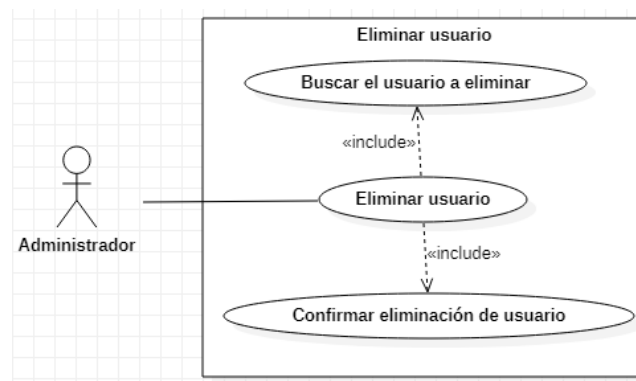 Eliminar usuario
Buscar el usuario a eliminar
«include»
Eliminar usuario
Administrador
«include»
Confirmar eliminación de usuario